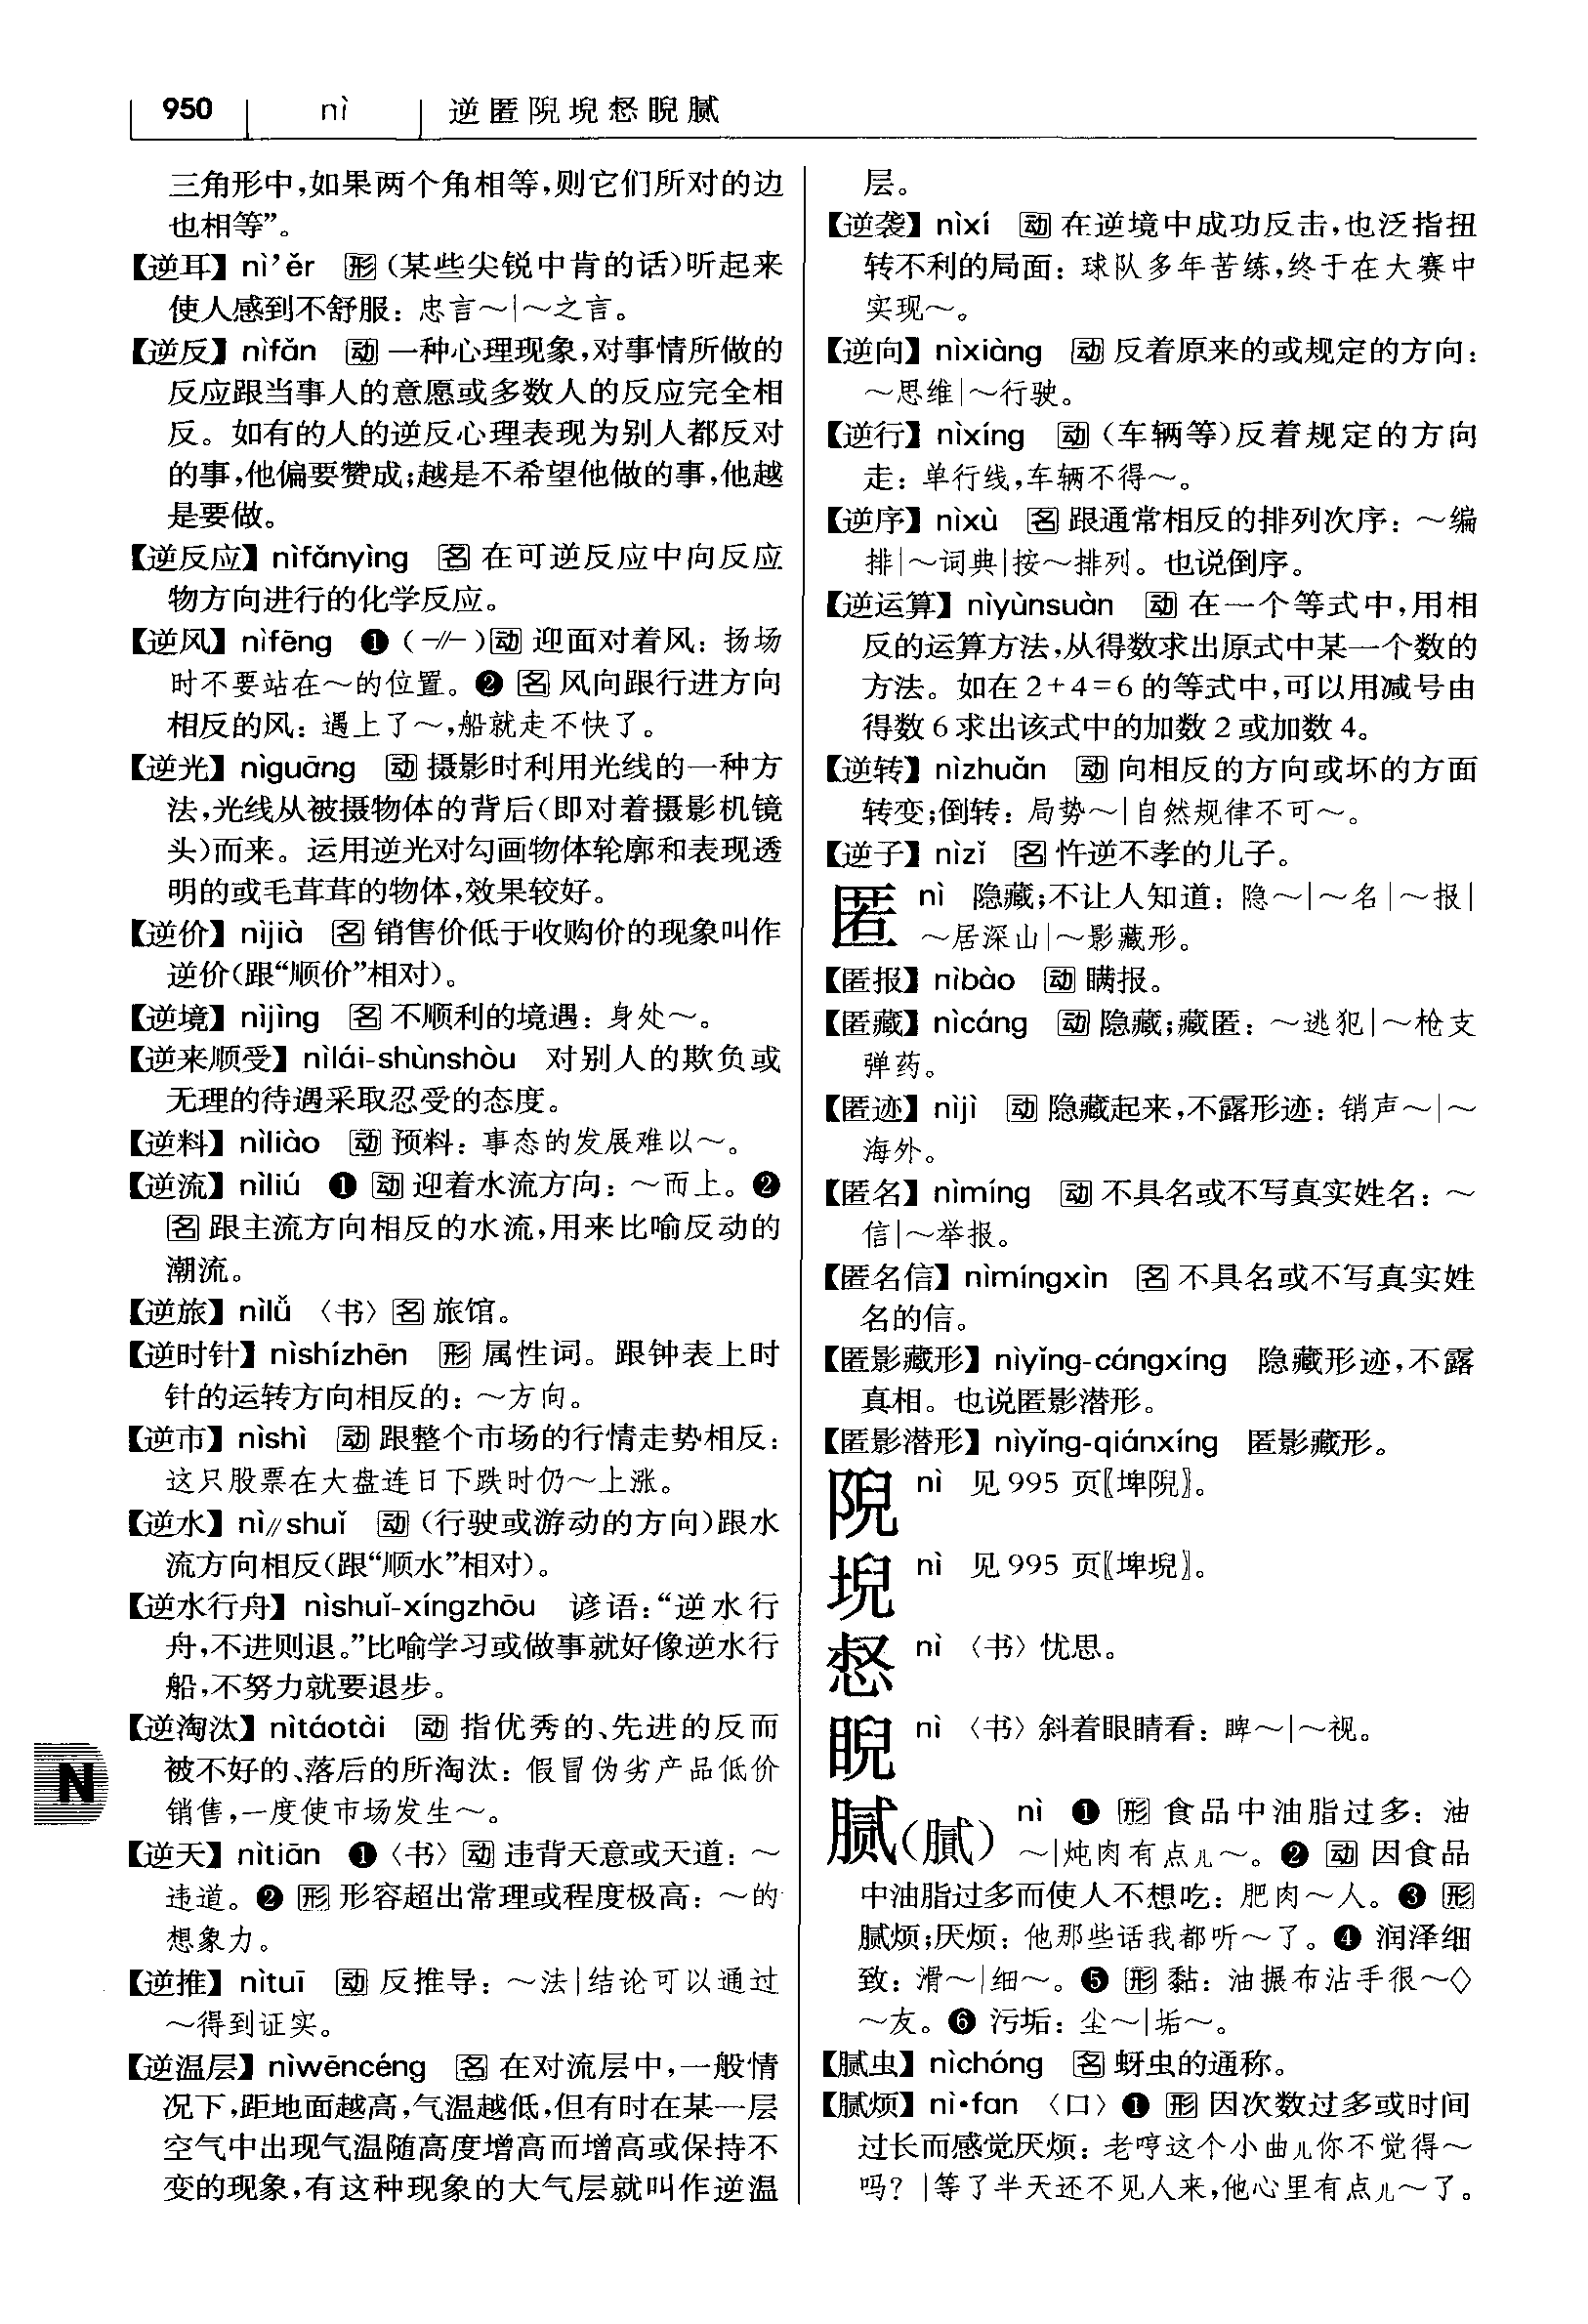 950 nì 逆匿阸堄惄睨腻
三角形中,如果两个角相等,则它们所对的边
也相等”。
【逆耳】nì’ěr 形(某些尖锐中肯的话)听起来
使人感到不舒服:忠言~|~之言。
【逆反】nìfǎn 动 一种心理现象,对事情所做的
反应跟当事人的意愿或多数人的反应完全相
反。如有的人的逆反心理表现为别人都反对
的事,他偏要赞成;越是不希望他做的事,他越
是要做。
【逆反应】nìfǎnyìng 名 在可逆反应中向反应
物方向进行的化学反应。
【逆风】nìfēng ❶(-//-)动 迎面对着风:扬场
时不要站在~的位置。❷ 名 风向跟行进方向
相反的风:遇上了~,船就走不快了。
【逆光】nìguāng 动 摄影时利用光线的一种方
法,光线从被摄物体的背后(即对着摄影机镜
头)而来。运用逆光对勾画物体轮廓和表现透
明的或毛茸茸的物体,效果较好。
【逆价】nìjià 名 销售价低于收购价的现象叫作
逆价(跟“顺价”相对)。
【逆境】nìjìng 名 不顺利的境遇:身处~。
【逆来顺受】nìlái-shùnshòu 对别人的欺负或
无理的待遇采取忍受的态度。
【逆料】nìliào 动 预料:事态的发展难以~。
【逆流】nìliú ❶ 动 迎着水流方向:~而上。❷
名 跟主流方向相反的水流,用来比喻反动的
潮流。
【逆旅】nìlǚ 〈书〉名 旅馆。
【逆时针】nìshízhēn 形 属性词。跟钟表上时
针的运转方向相反的:~方向。
【逆市】nìshì 动 跟整个市场的行情走势相反:
这只股票在大盘连日下跌时仍~上涨。
【逆水】nì//shuǐ 动(行驶或游动的方向)跟水
流方向相反(跟“顺水”相对)。
【逆水行舟】nìshuǐ-xíngzhōu 谚语:“逆水行
舟,不进则退。”比喻学习或做事就好像逆水行
船,不努力就要退步。
【逆淘汰】nìtáotài 动 指优秀的、先进的反而
被不好的、落后的所淘汰:假冒伪劣产品低价
销售,一度使市场发生~。
【逆天】nìtiān ❶〈书〉动 违背天意或天道:~
违道。❷ 形 形容超出常理或程度极高:~的
想象力。
【逆推】nìtuī 动 反推导:~法|结论可以通过
~得到证实。
【逆温层】nìwēncéng 名 在对流层中,一般情
况下,距地面越高,气温越低,但有时在某一层
空气中出现气温随高度增高而增高或保持不
变的现象,有这种现象的大气层就叫作逆温
层。
【逆袭】nìxí 动 在逆境中成功反击,也泛指扭
转不利的局面:球队多年苦练,终于在大赛中
实现~。
【逆向】nìxiàng 动 反着原来的或规定的方向:
~思维|~行驶。
【逆行】nìxíng 动(车辆等)反着规定的方向
走:单行线,车辆不得~。
【逆序】nìxù 名 跟通常相反的排列次序:~编
排|~词典|按~排列。也说倒序。
【逆运算】nìyùnsuàn 动 在一个等式中,用相
反的运算方法,从得数求出原式中某一个数的
方法。如在2+4=6的等式中,可以用减号由
得数6求出该式中的加数2或加数4。
【逆转】nìzhuǎn 动 向相反的方向或坏的方面
转变;倒转:局势~|自然规律不可~。
【逆子】nìzǐ 名 忤逆不孝的儿子。
匿 nì 隐藏;不让人知道:隐~|~名|~报|
~居深山|~影藏形。
【匿报】nìbào 动 瞒报。
【匿藏】nìcáng 动 隐藏;藏匿:~逃犯|~枪支
弹药。
【匿迹】nìjì 动 隐藏起来,不露形迹:销声~|~
海外。
【匿名】nìmíng 动 不具名或不写真实姓名:~
信|~举报。
【匿名信】nìmíngxìn 名 不具名或不写真实姓
名的信。
【匿影藏形】nìyǐng-cángxíng 隐藏形迹,不露
真相。也说匿影潜形。
【匿影潜形】nìyǐng-qiánxíng 匿影藏形。
隉 nì 见995页〖埤隉〗。
堄 nì 见995页〖埤堄〗。
惄 nì 〈书〉忧思。
睨 nì 〈书〉斜着眼睛看:睥~|~视。
腻(膩) nì ❶ 形 食品中油脂过多:油
~|炖肉有点儿~。❷ 动 因食品
中油脂过多而使人不想吃:肥肉~人。❸ 形
腻烦;厌烦:他那些话我都听~了。❹ 润泽细
致:滑~|细~。❺ 形 黏:油搌布沾手很~◇
~友。❻ 污垢:尘~|垢~。
【腻虫】nìchóng 名 蚜虫的通称。
【腻烦】nì·fan 〈口〉❶ 形 因次数过多或时间
过长而感觉厌烦:老哼这个小曲儿你不觉得~
吗?|等了半天还不见人来,他心里有点儿~了。
N